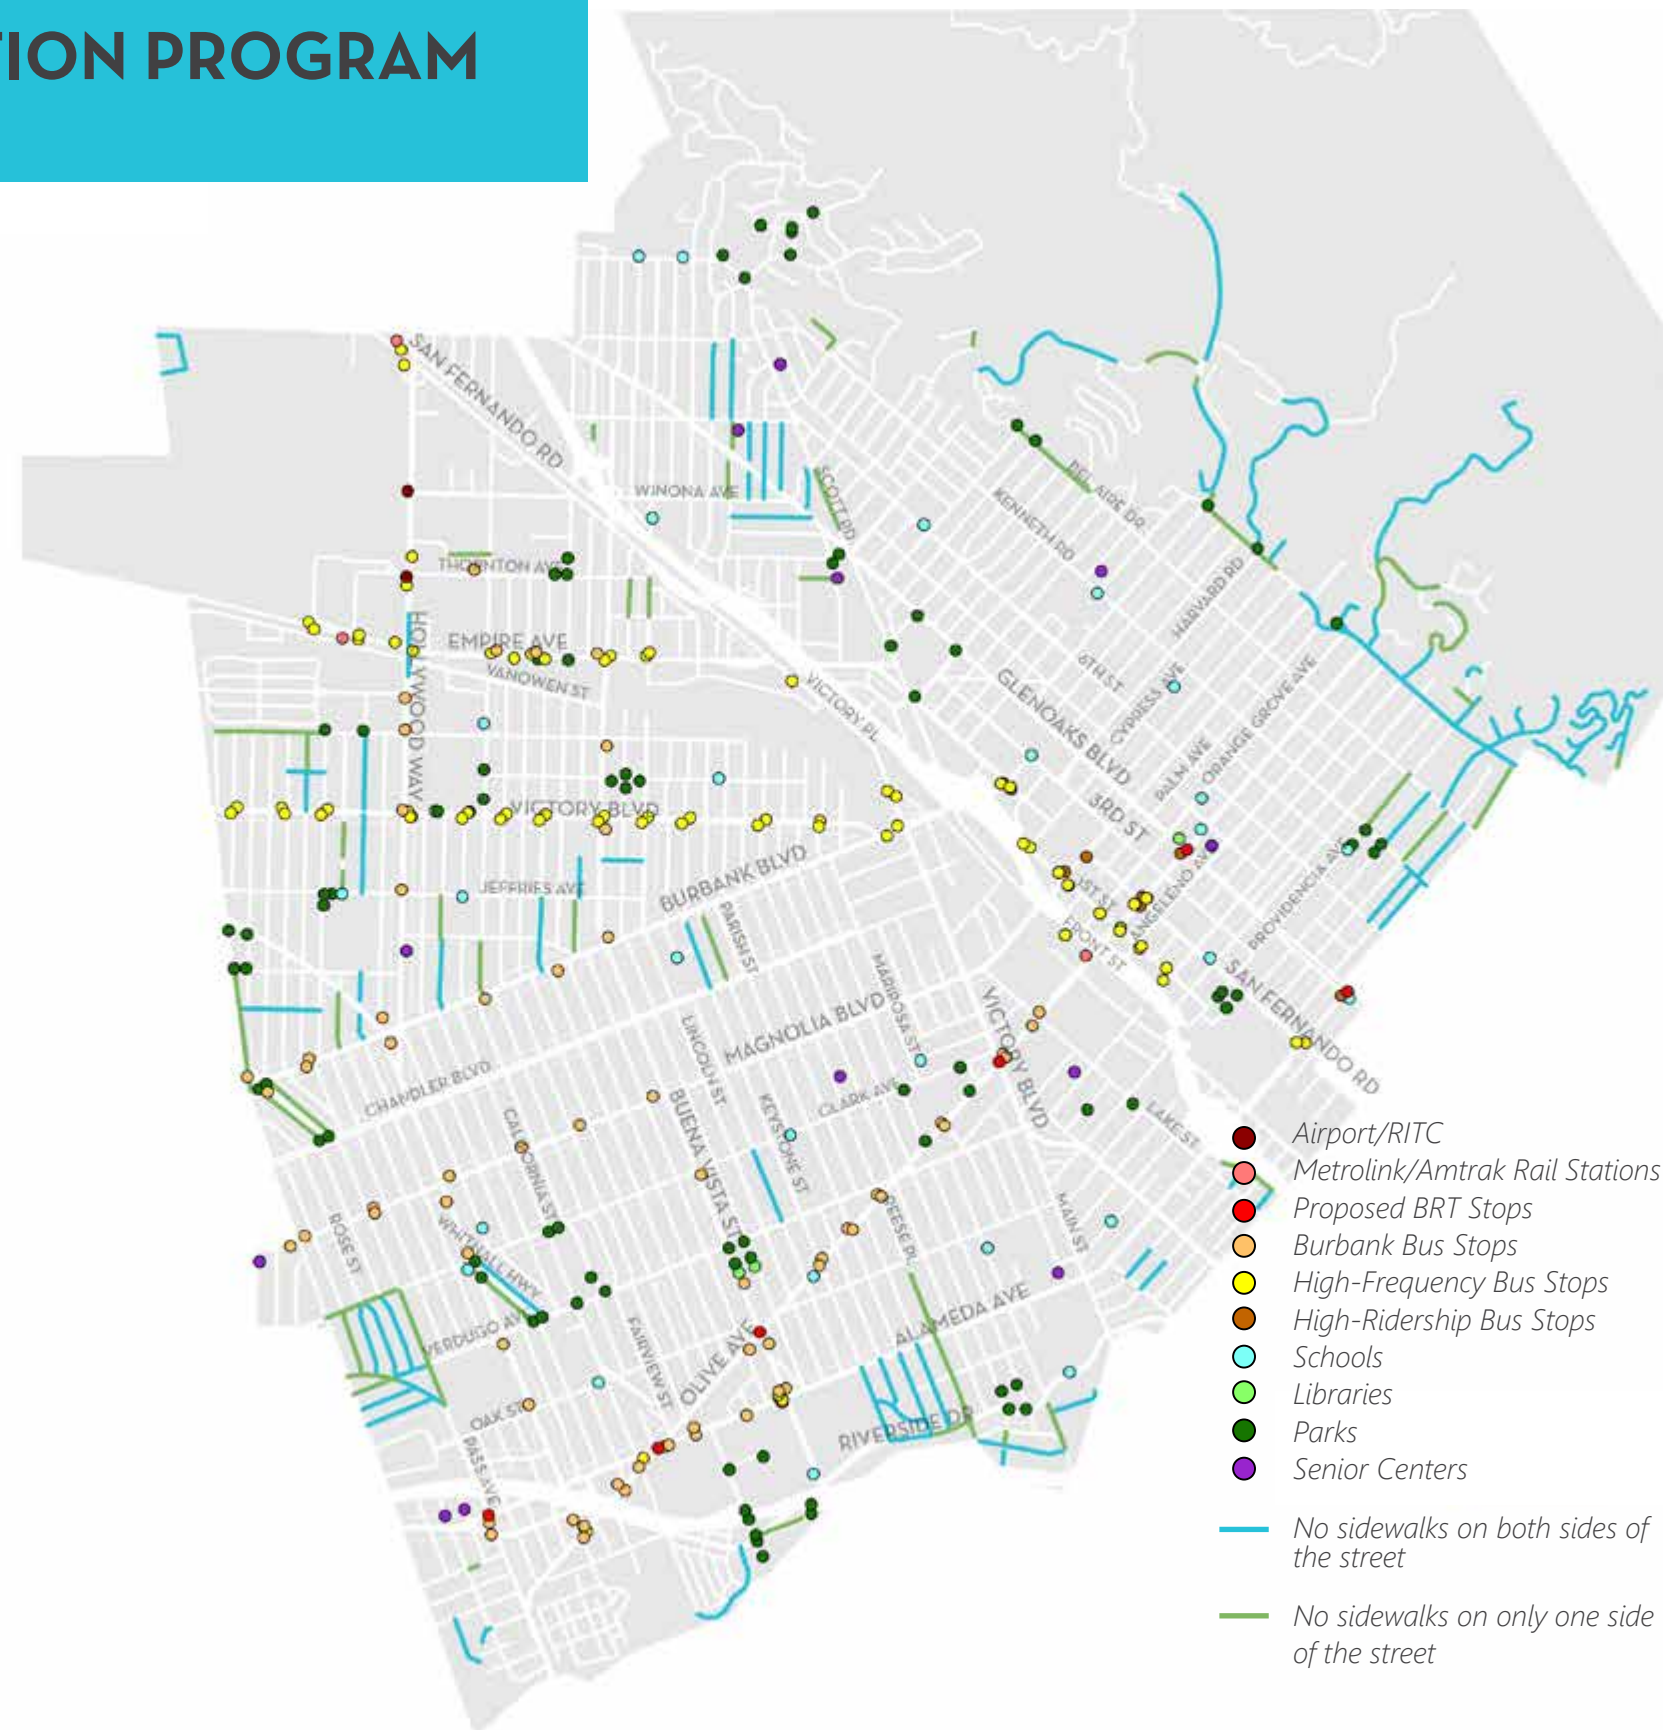 TION PROGRAM
SAN FERNANDO RD
WINONA AVE
SCOTT RD
BEL AIRE DR
KENNETH RD
THORNTON AVE
HARVARD RD
HOLLYWOOD WAY
EMPIRE AVE
VANOWEN ST
VICTORY PL
6TH ST
CYPRESS AVE
ORANGE GROVE AVE
GLENOAKS BLVD
PALM AVE
3RD ST
VICTORY BLVD
BURBANK BLVD
JEFFRIES AVE
1ST ST
ANGELENO AVE
PROVIDENCIA AVE
FRONT ST
PARISH ST
MARIPOSA ST
SAN FERNANDO RD
MAGNOLIA BLVD
VICTORY BLVD
LINCOLN ST
CHANDLER BLVD
CLARK AVE
KEYSTONE ST
BUENA VISTA ST
CALIFORNIA ST
LAKE ST
MAIN ST
REESE PL
ROSE ST
WHITNALL HWY
VERDUGO AVE
FAIRVIEW ST
OLIVE AVE
ALAMEDA AVE
OAK ST
RIVERSIDE DR
PASS AVE
Airport/RITC
Metrolink/Amtrak Rail Stations
Proposed BRT Stops
Burbank Bus Stops
High-Frequency Bus Stops
High-Ridership Bus Stops
Schools
Libraries
Parks
Senior Centers
No sidewalks on both sides of
the street
No sidewalks on only one side
of the street